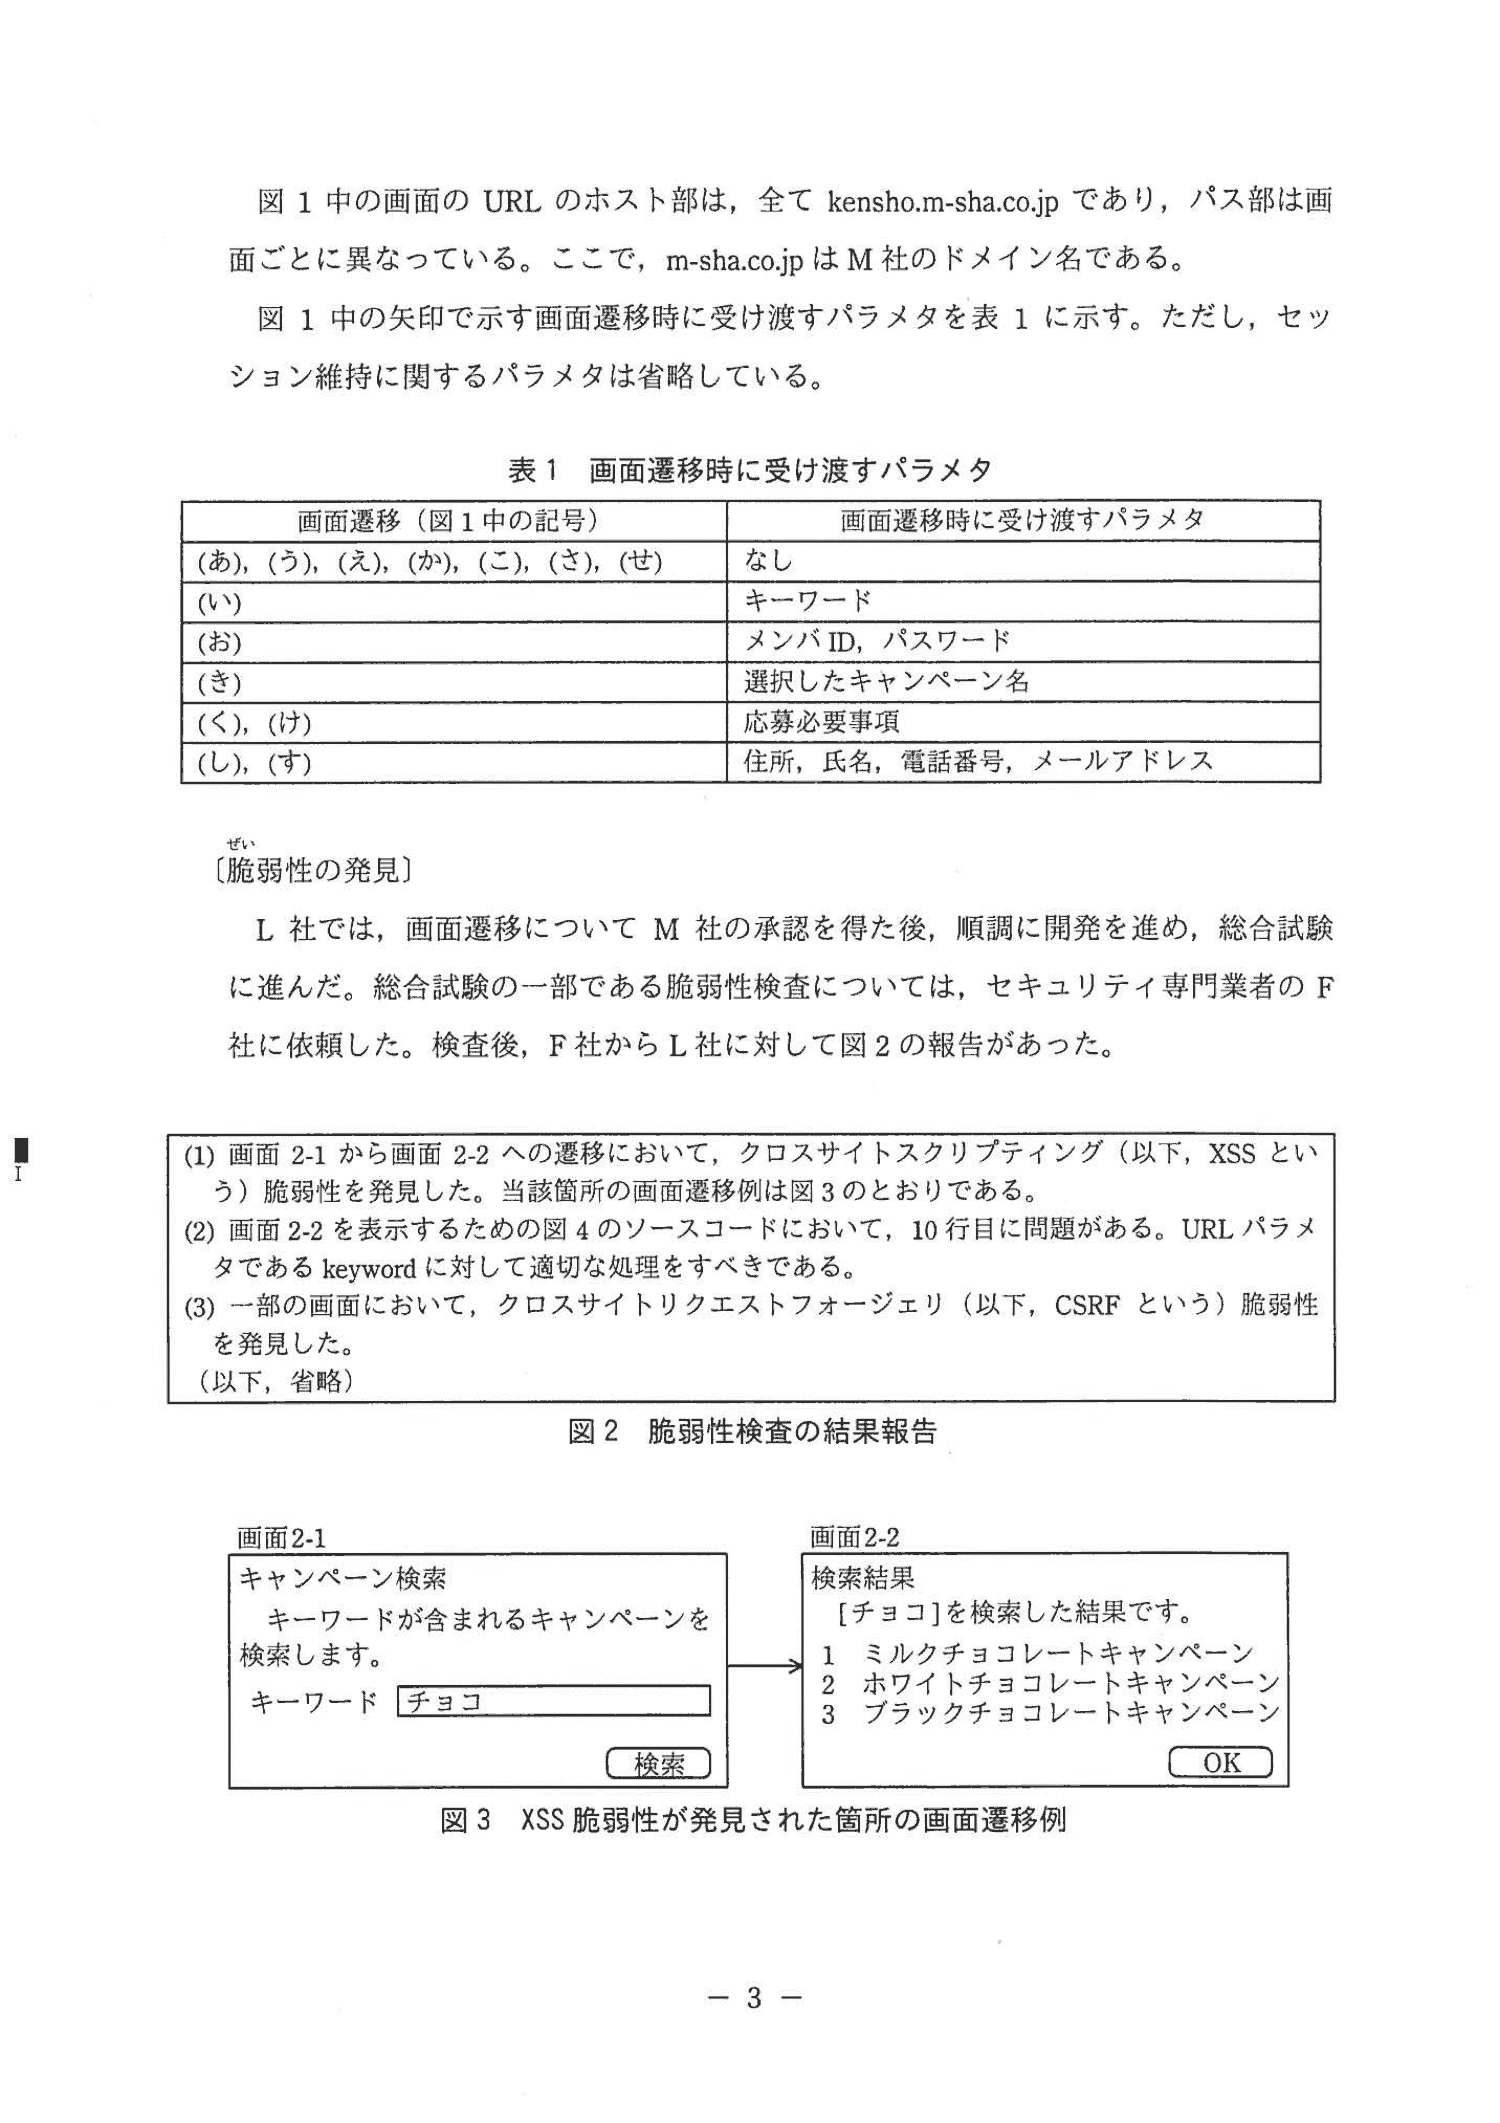 図 1 中の画面の URL のホスト部は，全て kensho.m-sha.co.jp であり，パス部は画
面ごとに異なっている。ここで，m-sha.co.jp は M 社のドメイン名である。
図 1 中の矢印で示す画面遷移時に受け渡すパラメタを表 1 に示す。ただし，セッ
ション維持に関するパラメタは省略している。
表 1　画面遷移時に受け渡すパラメタ
画面遷移（図 1 中の記号）　画面遷移時に受け渡すパラメタ
(あ)，(う)，(え)，(か)，(こ)，(さ)，(せ)　なし
(い)　キーワード
(お)　メンバ ID，パスワード
(き)　選択したキャンペーン名
(く)，(け)　応募必要事項
(し)，(す)　住所，氏名，電話番号，メールアドレス
ぜい
〔脆弱性の発見〕
L 社では，画面遷移について M 社の承認を得た後，順調に開発を進め，総合試験
に進んだ。総合試験の一部である脆弱性検査については，セキュリティ専門業者の F
社に依頼した。検査後，F 社から L 社に対して図 2 の報告があった。
(1) 画面 2-1 から画面 2-2 への遷移において，クロスサイトスクリプティング（以下，XSS とい
う）脆弱性を発見した。当該箇所の画面遷移例は図 3 のとおりである。
(2) 画面 2-2 を表示するための図 4 のソースコードにおいて，10 行目に問題がある。URL パラメ
タである keyword に対して適切な処理をすべきである。
(3) 一部の画面において，クロスサイトリクエストフォージェリ（以下，CSRF という）脆弱性
を発見した。
（以下，省略）
図 2　脆弱性検査の結果報告
画面2-1
キャンペーン検索
キーワードが含まれるキャンペーンを
検索します。
キーワード チョコ
検索
画面2-2
検索結果
[チョコ]を検索した結果です。
1　ミルクチョコレートキャンペーン
2　ホワイトチョコレートキャンペーン
3　ブラックチョコレートキャンペーン
OK
図 3　XSS 脆弱性が発見された箇所の画面遷移例
I
－ 3 －